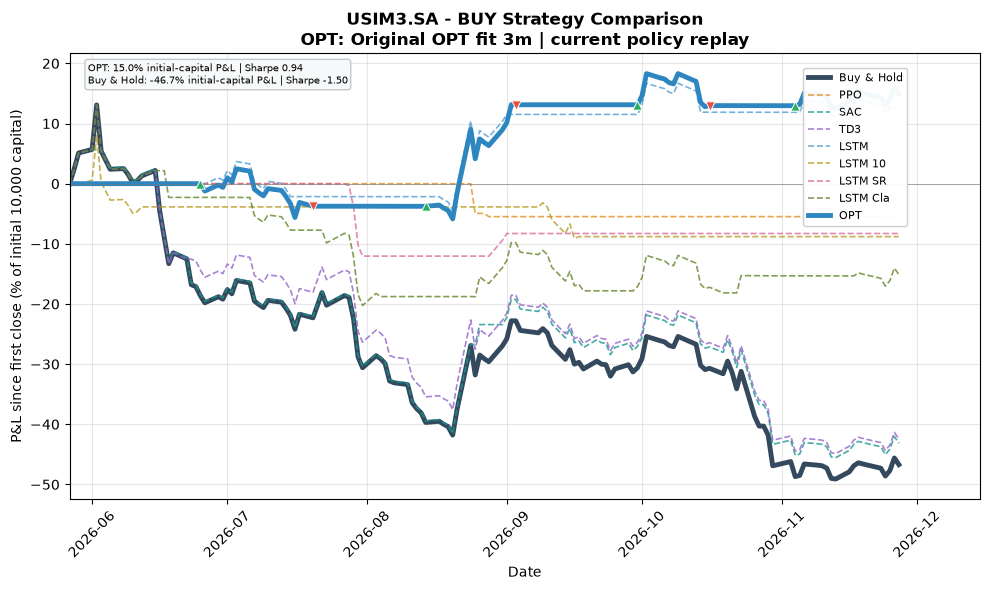 USIM3.SA - BUY Strategy Comparison
OPT: Original OPT fit 3m | current policy replay
OPT: 15.0% initial-capital P&L | Sharpe 0.94
Buy & Hold: -46.7% initial-capital P&L | Sharpe -1.50
Buy & Hold
PPO
SAC
TD3
LSTM
LSTM 10
LSTM SR
LSTM Cla
OPT
P&L since first close (% of initial 10,000 capital)
20
10
0
−10
−20
−30
−40
−50
2026-06
2026-07
2026-08
2026-09
2026-10
2026-11
2026-12
Date